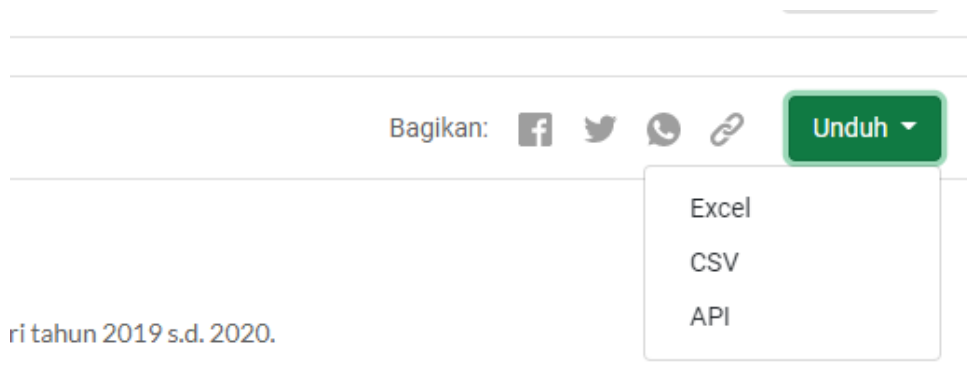 Bagikan:
Unduh
Excel
CSV
API
ri tahun 2019 s.d. 2020.